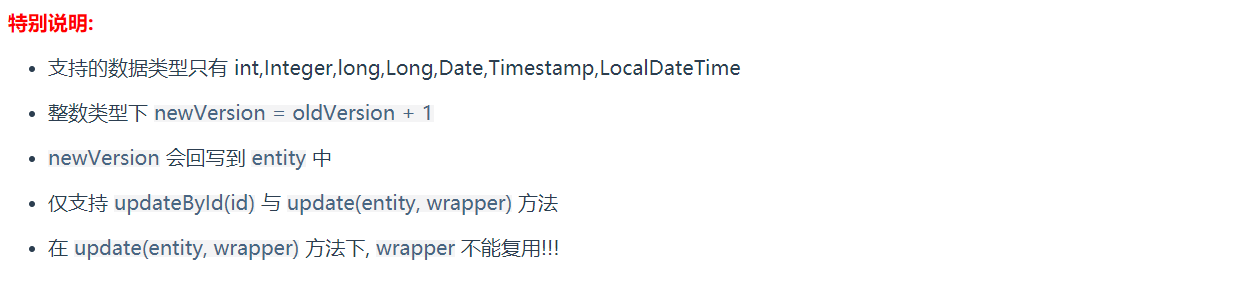 特别说明:
• 支持的数据类型只有 int,Integer,long,Long,Date,Timestamp,LocalDateTime
• 整数类型下 newVersion = oldVersion + 1
• newVersion 会回写到 entity 中
• 仅支持 updateById(id) 与 update(entity, wrapper) 方法
• 在 update(entity, wrapper) 方法下, wrapper 不能复用!!!